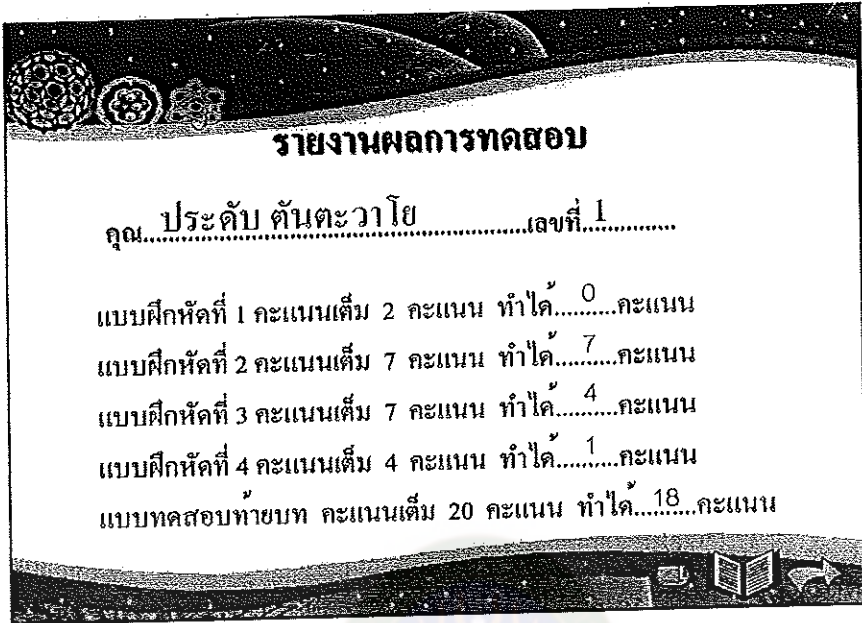 รายงานผลการทดสอบ
คุณ...ประดับ ตันตะวาโย...............เลขที่..1..............
แบบฝึกหัดที่ 1 คะแนนเต็ม 2 คะแนน ทำได้.....0.....คะแนน
แบบฝึกหัดที่ 2 คะแนนเต็ม 7 คะแนน ทำได้.....7.....คะแนน
แบบฝึกหัดที่ 3 คะแนนเต็ม 7 คะแนน ทำได้.....4.....คะแนน
แบบฝึกหัดที่ 4 คะแนนเต็ม 4 คะแนน ทำได้.....1.....คะแนน
แบบทดสอบท้ายบท คะแนนเต็ม 20 คะแนน ทำได้...18...คะแนน